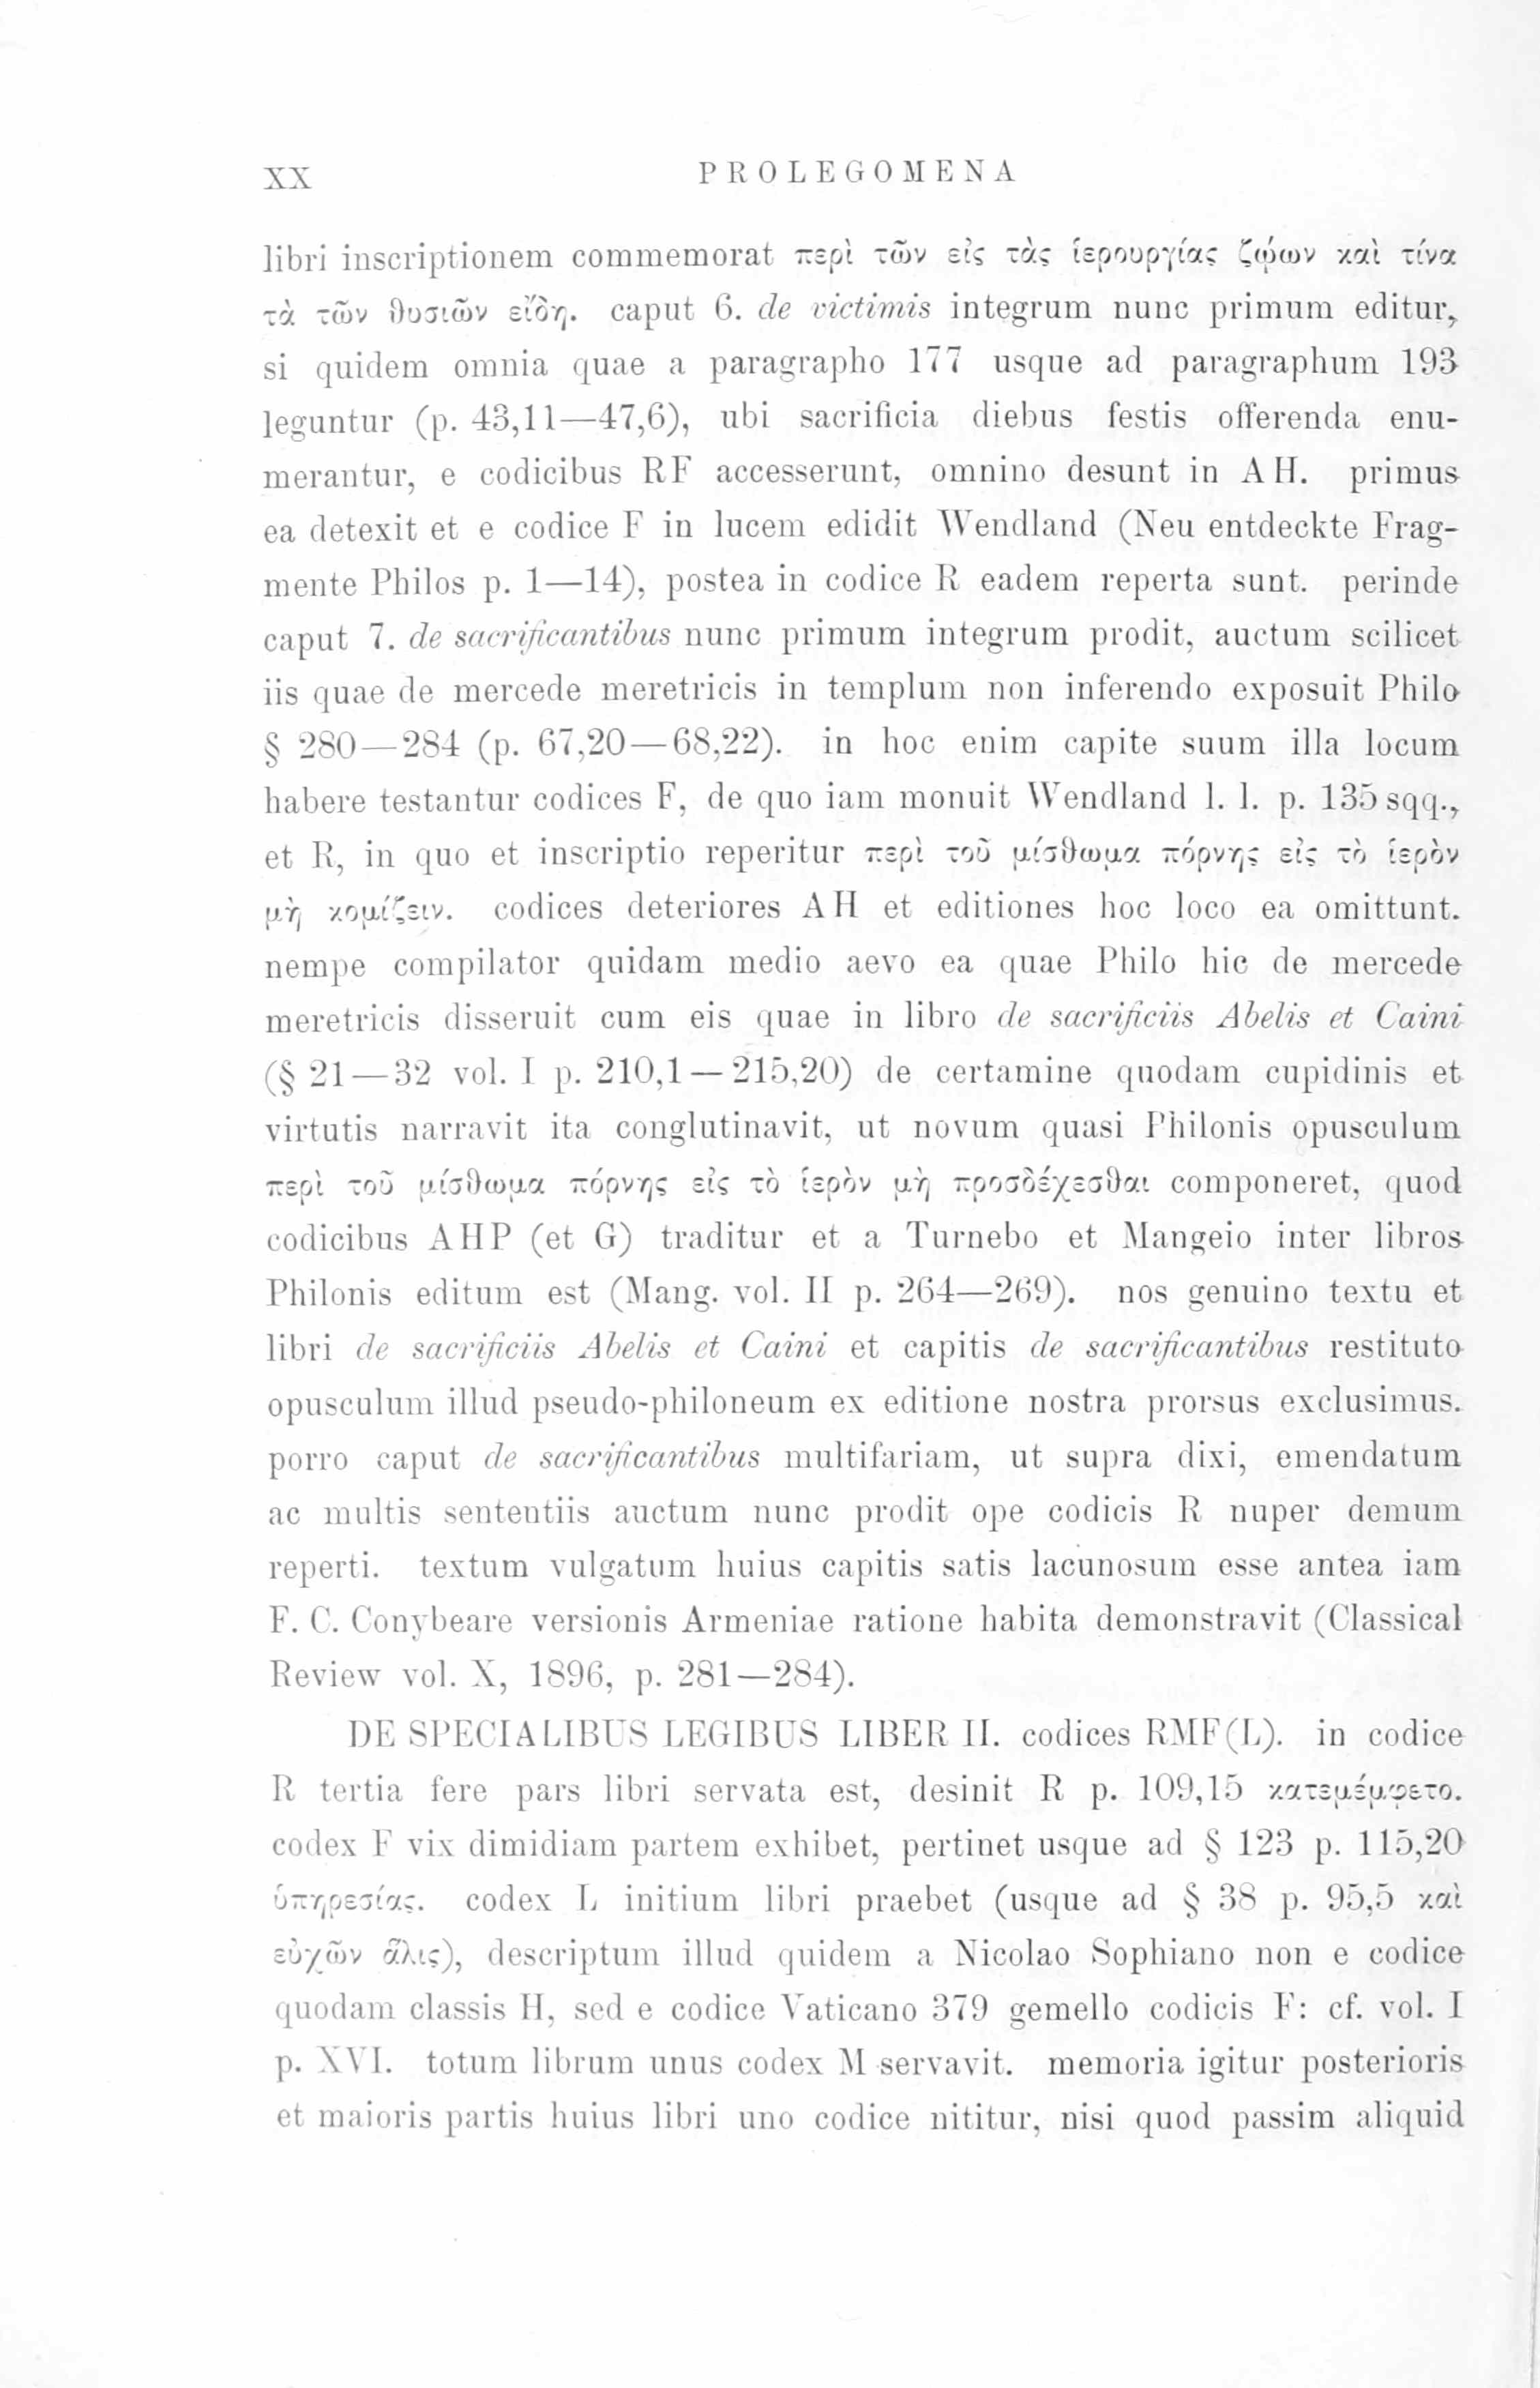 XX PROLEGOMENA
libri inscriptionem commemorat περὶ τῶν εἰς τὰς ἱερουργίας ζῴων καὶ τίνα
τὰ τῶν θυσιῶν εἴδη. caput 6. de victimis integrum nunc primum editur,
si quidem omnia quae a paragrapho 177 usque ad paragraphum 193
leguntur (p. 43,11—47,6), ubi sacrificia diebus festis offerenda enu-
merantur, e codicibus RF accesserunt, omnino desunt in AH. primus
ea detexit et e codice F in lucem edidit Wendland (Neu entdeckte Frag-
mente Philos p. 1—14), postea in codice R eadem reperta sunt. perinde
caput 7. de sacrificantibus nunc primum integrum prodit, auctum scilicet
iis quae de mercede meretricis in templum non inferendo exposuit Philo
§ 280—284 (p. 67,20—68,22). in hoc enim capite suum illa locum
habere testantur codices F, de quo iam monuit Wendland l. l. p. 135 sqq.,
et R, in quo et inscriptio reperitur περὶ τοῦ μίσθωμα πόρνης εἰς τὸ ἱερὸν
μὴ κομίζειν. codices deteriores AH et editiones hoc loco ea omittunt.
nempe compilator quidam medio aevo ea quae Philo hic de mercede
meretricis disseruit cum eis quae in libro de sacrificiis Abelis et Caini
(§ 21—32 vol. I p. 210,1—215,20) de certamine quodam cupidinis et
virtutis narravit ita conglutinavit, ut novum quasi Philonis opusculum
περὶ τοῦ μίσθωμα πόρνης εἰς τὸ ἱερὸν μὴ προσδέχεσθαι componeret, quod
codicibus AHP (et G) traditur et a Turnebo et Mangeio inter libros
Philonis editum est (Mang. vol. II p. 264—269). nos genuino textu et
libri de sacrificiis Abelis et Caini et capitis de sacrificantibus restituto
opusculum illud pseudo-philoneum ex editione nostra prorsus exclusimus.
porro caput de sacrificantibus multifariam, ut supra dixi, emendatum
ac multis sententiis auctum nunc prodit ope codicis R nuper demum
reperti. textum vulgatum huius capitis satis lacunosum esse antea iam
F. C. Conybeare versionis Armeniae ratione habita demonstravit (Classical
Review vol. X, 1896, p. 281—284).
DE SPECIALIBUS LEGIBUS LIBER II. codices RMF(L). in codice
R tertia fere pars libri servata est, desinit R p. 109,15 κατεμέμφετο.
codex F vix dimidiam partem exhibet, pertinet usque ad § 123 p. 115,20
ὑπηρεσίας. codex L initium libri praebet (usque ad § 38 p. 95,5 καὶ
εὐχῶν ἅλις), descriptum illud quidem a Nicolao Sophiano non e codice
quodam classis H, sed e codice Vaticano 379 gemello codicis F: cf. vol. I
p. XVI. totum librum unus codex M servavit. memoria igitur posterioris
et maioris partis huius libri uno codice nititur, nisi quod passim aliquid